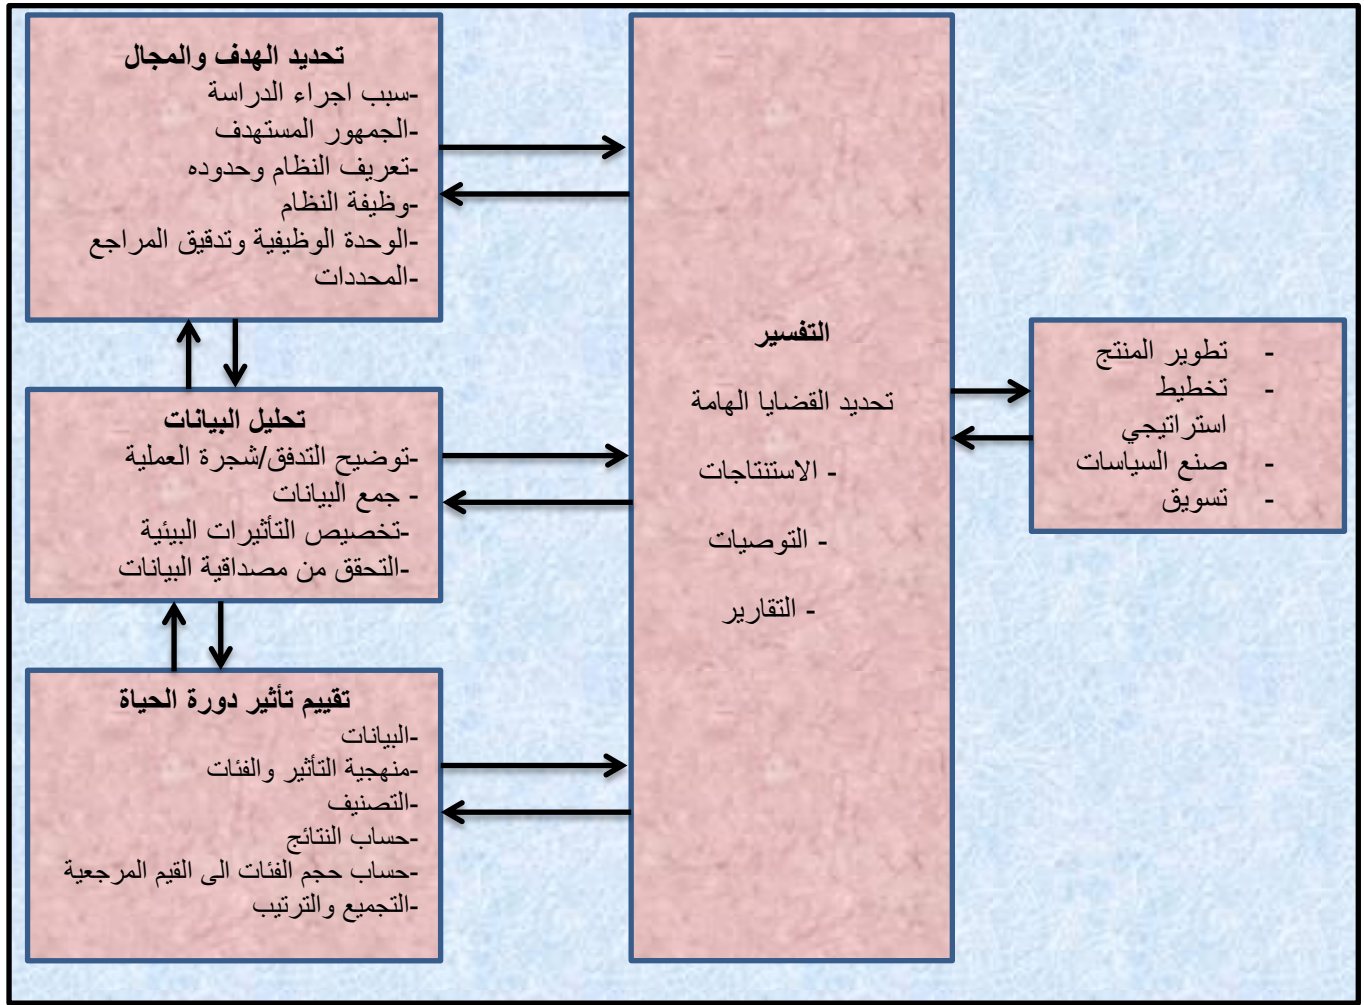 تحديد الهدف والمجال
-سبب اجراء الدراسة
-الجمهور المستهدف
-تعريف النظام وحدوده
-وظيفة النظام
-الوحدة الوظيفية وتدقيق المراجع
-المحددات
تحليل البيانات
-توضيح التدفق/شجرة العملية
- جمع البيانات
-تخصيص التأثيرات البيئية
-التحقق من مصداقية البيانات
تقييم تأثير دورة الحياة
-البيانات
-منهجية التأثير والفئات
-التصنيف
-حساب النتائج
-حساب حجم الفئات الى القيم المرجعية
-التجميع والترتيب
التفسير
تحديد القضايا الهامة
- الاستنتاجات
- التوصيات
- التقارير
- تطوير المنتج
- تخطيط
استراتيجي
- صنع السياسات
- تسويق